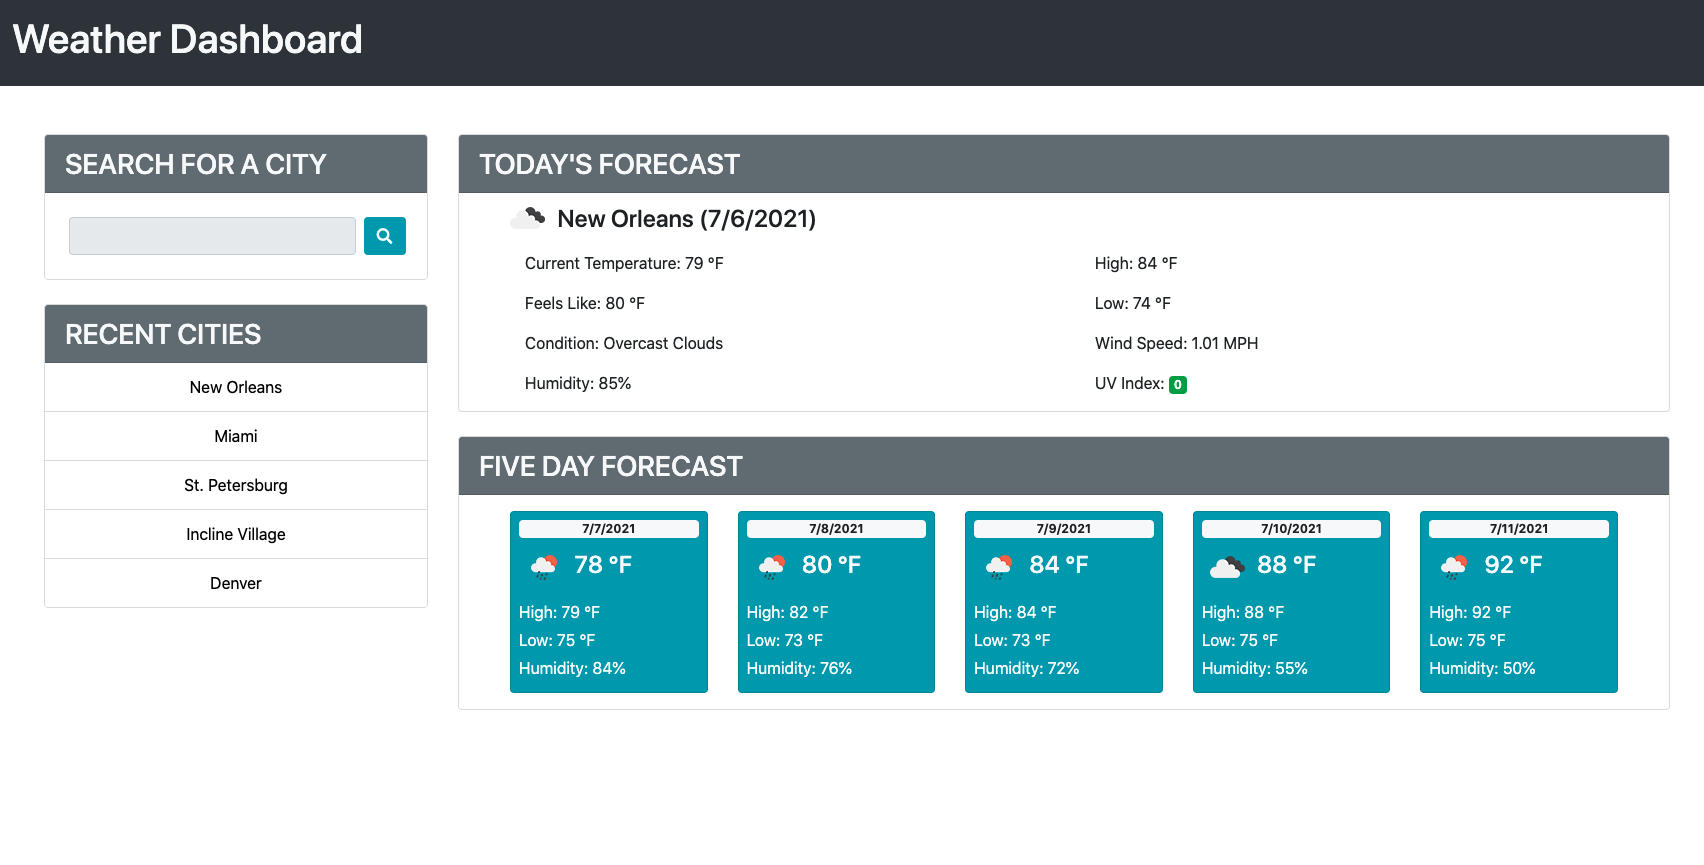 Weather Dashboard
SEARCH FOR A CITY
RECENT CITIES
New Orleans
Miami
St. Petersburg
Incline Village
Denver
TODAY'S FORECAST
New Orleans (7/6/2021)
Current Temperature: 79 °F
High: 84 °F
Feels Like: 80 °F
Low: 74 °F
Condition: Overcast Clouds
Wind Speed: 1.01 MPH
Humidity: 85%
UV Index: 0
FIVE DAY FORECAST
7/7/2021
78 °F
High: 79 °F
Low: 75 °F
Humidity: 84%
7/8/2021
80 °F
High: 82 °F
Low: 73 °F
Humidity: 76%
7/9/2021
84 °F
High: 84 °F
Low: 73 °F
Humidity: 72%
7/10/2021
88 °F
High: 88 °F
Low: 75 °F
Humidity: 55%
7/11/2021
92 °F
High: 92 °F
Low: 75 °F
Humidity: 50%